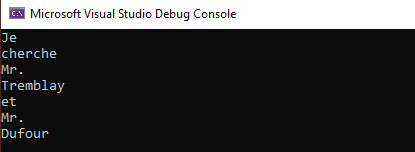 Microsoft Visual Studio Debug Console
Je
cherche
Mr.
Tremblay
et
Mr.
Dufour